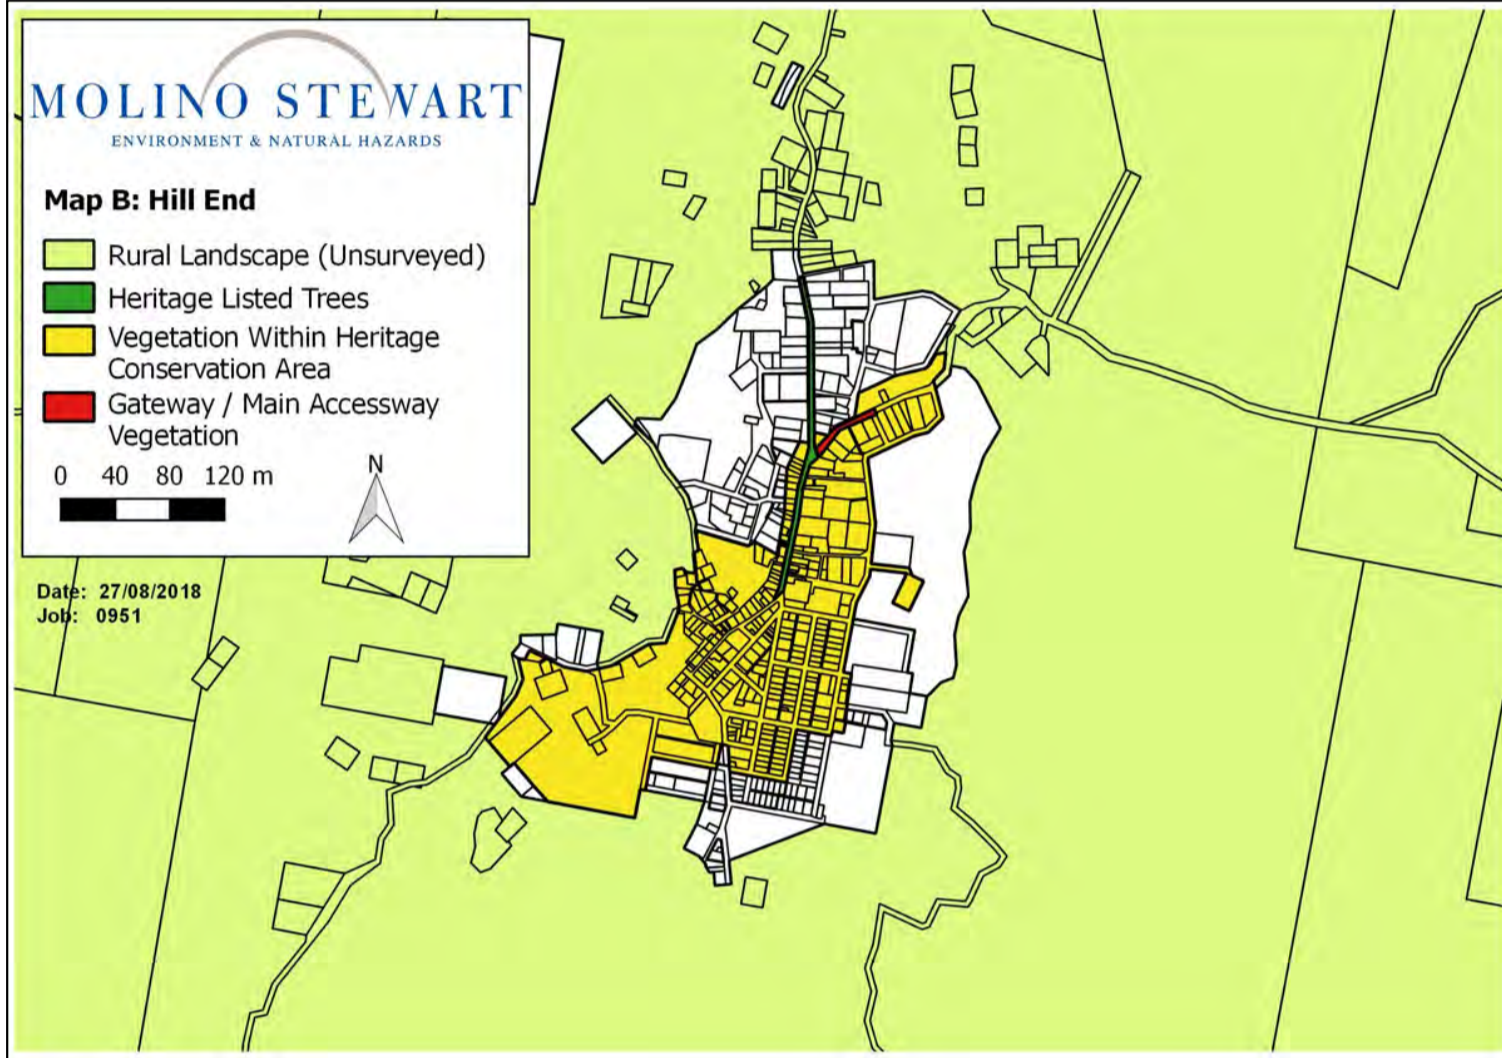 MOLINO STEWART
ENVIRONMENT & NATURAL HAZARDS
Map B: Hill End
Rural Landscape (Unsurveyed)
Heritage Listed Trees
Vegetation Within Heritage
Conservation Area
Gateway / Main Accessway
Vegetation
0 40 80 120 m
N
Date: 27/08/2018
Job: 0951